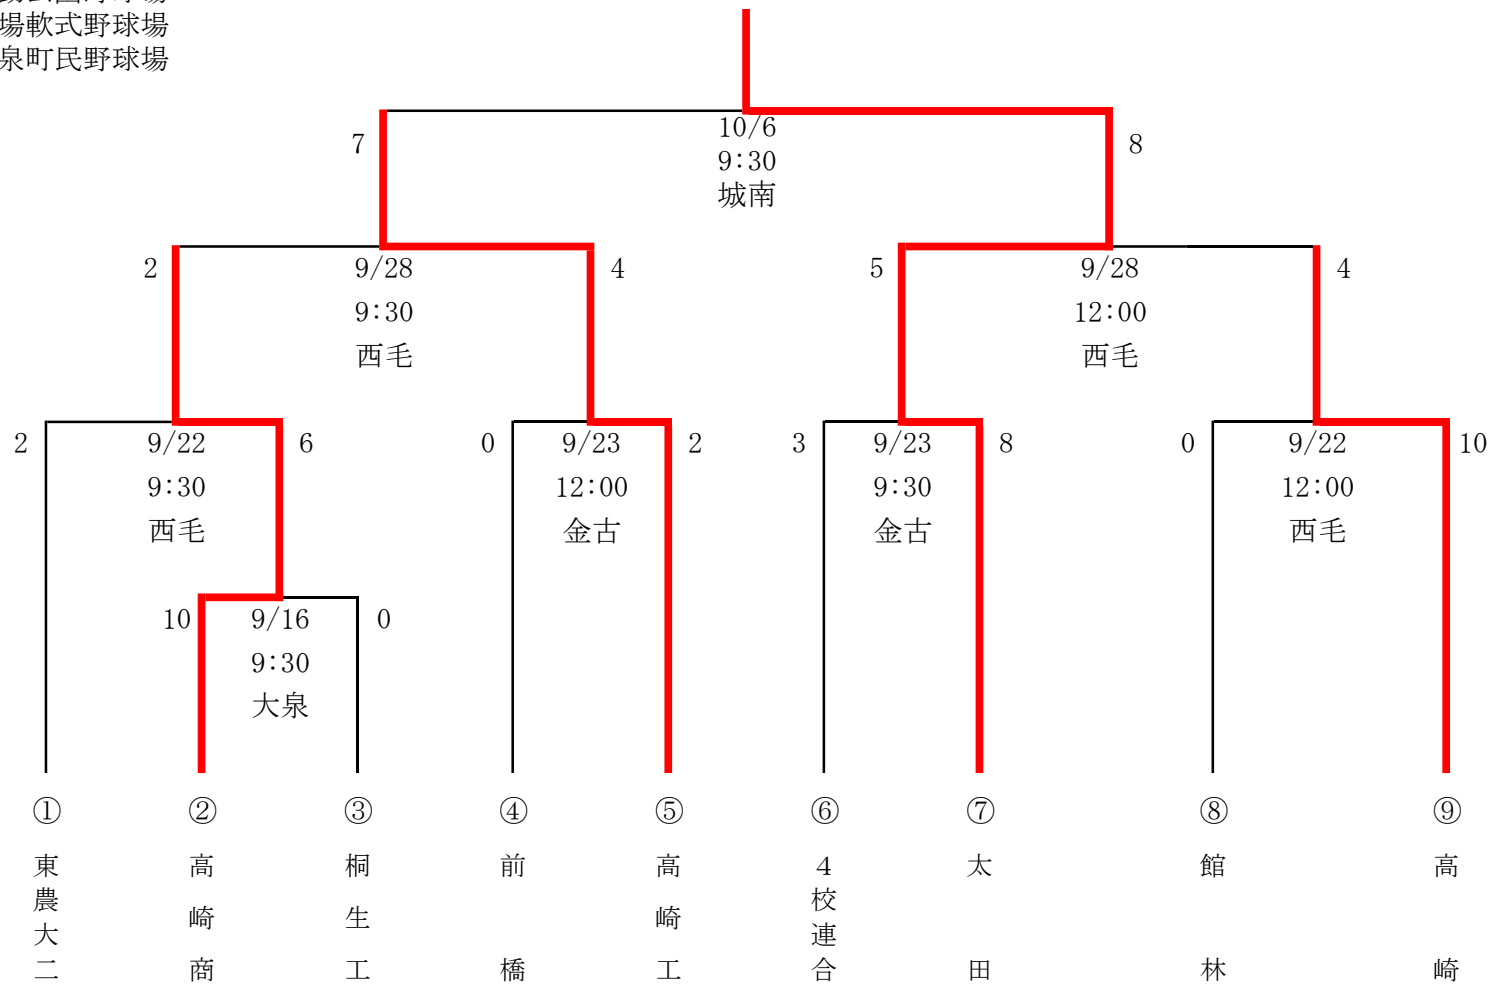 場軟式野球場
泉町民野球場
10/6
7
8
9:30
城南
2
9/28
4
5
9/28
4
9:30
12:00
西毛
西毛
2
9/22
6
0
9/23
2
3
9/23
8
0
9/22
10
9:30
12:00
9:30
12:00
西毛
金古
金古
西毛
10
9/16
0
9:30
大泉
①
②
③
④
⑤
⑥
⑦
⑧
⑨
東農大二
高崎商
桐生工
前橋
高崎工
4校連合
太田
館林
高崎